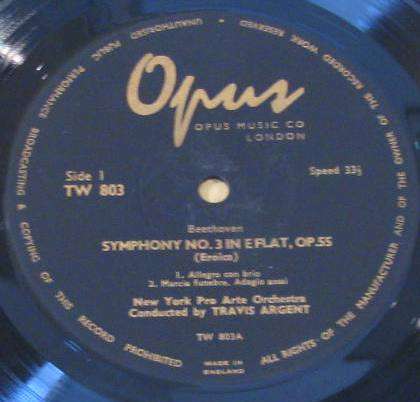 ALL RIGHTS OF THE MANUFACTURER AND OF THE OWNER OF THE RECORDED WORK RESERVED • UNAUTHORISED PUBLIC PERFORMANCE BROADCASTING & COPYING OF THIS RECORD PROHIBITED
Opus
OPUS MUSIC CO
LONDON
Side 1
TW 803
Speed 33⅓
Beethoven
SYMPHONY NO. 3 IN E FLAT, OP. 55
(Eroica)
1. Allegro con brio
2. Marcia funebre. Adagio assai
New York Pro Arte Orchestra
Conducted by TRAVIS ARGENT
TW 803A
MADE IN
ENGLAND